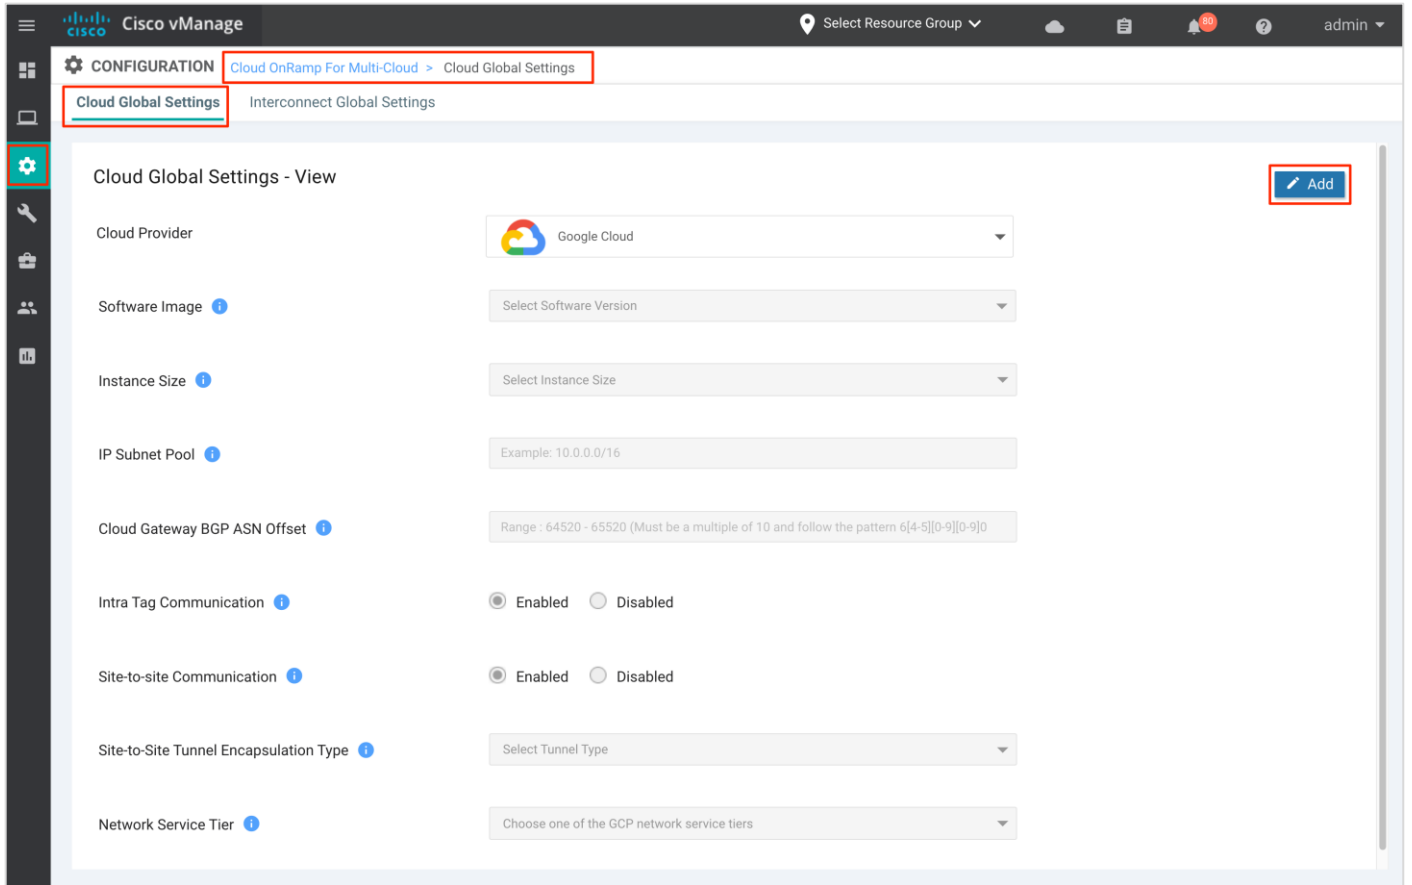 cisco Cisco vManage Select Resource Group 80 admin
CONFIGURATION Cloud OnRamp For Multi-Cloud > Cloud Global Settings
Cloud Global Settings Interconnect Global Settings
Cloud Global Settings - View
Add
Cloud Provider Google Cloud
Software Image Select Software Version
Instance Size Select Instance Size
IP Subnet Pool Example: 10.0.0.0/16
Cloud Gateway BGP ASN Offset Range : 64520 - 65520 (Must be a multiple of 10 and follow the pattern 6[4-5][0-9][0-9]0
Intra Tag Communication Enabled Disabled
Site-to-site Communication Enabled Disabled
Site-to-Site Tunnel Encapsulation Type Select Tunnel Type
Network Service Tier Choose one of the GCP network service tiers